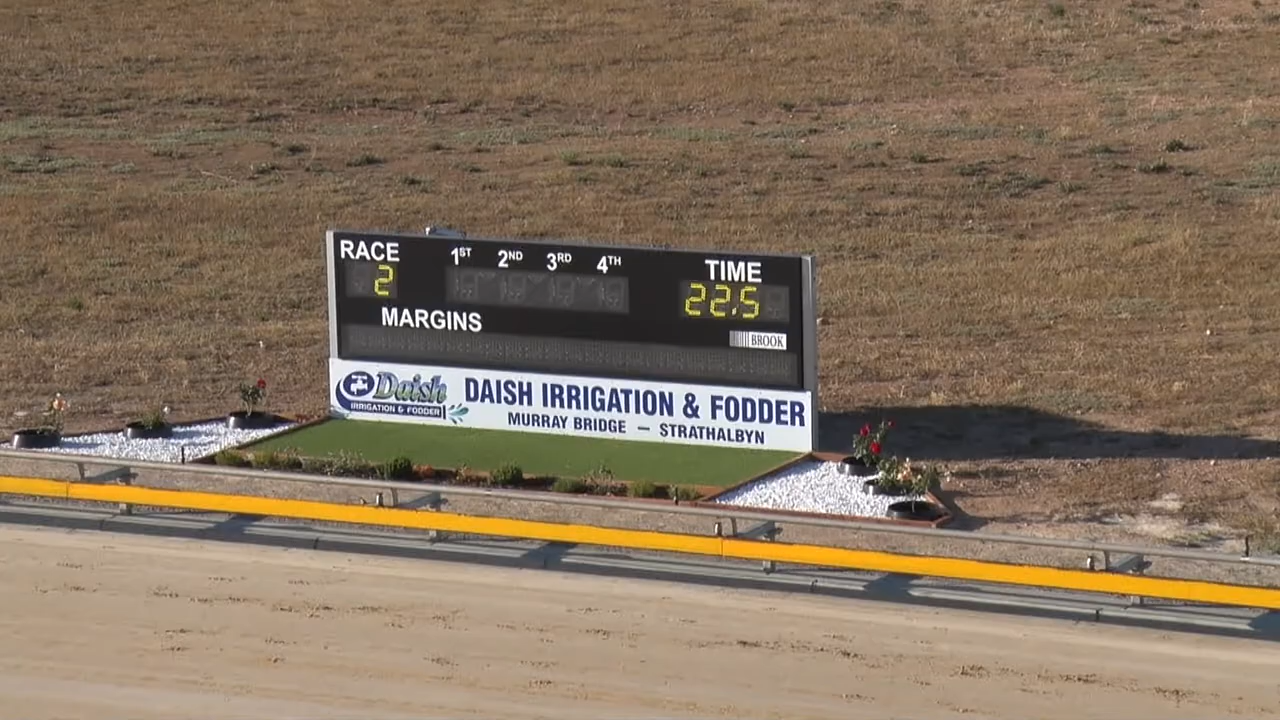 RACE 1ST 2ND 3RD 4TH TIME
2 22.5
MARGINS
BROOK
Daish
IRRIGATION & FODDER
DAISH IRRIGATION & FODDER
MURRAY BRIDGE – STRATHALBYN